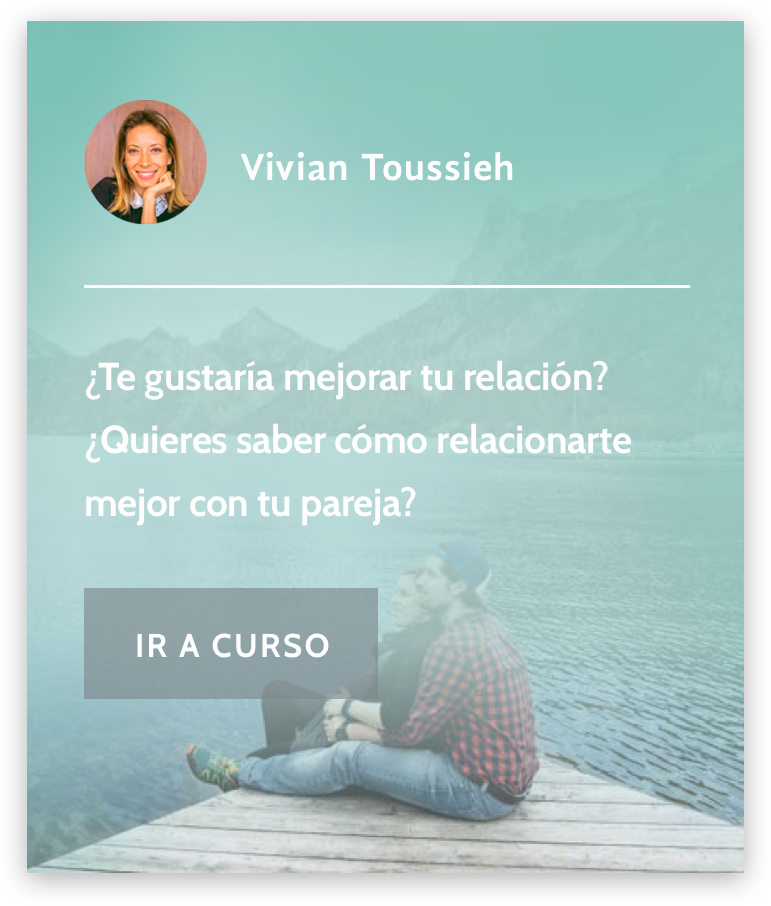 Vivian Toussieh
¿Te gustaría mejorar tu relación?
¿Quieres saber cómo relacionarte
mejor con tu pareja?
IR A CURSO